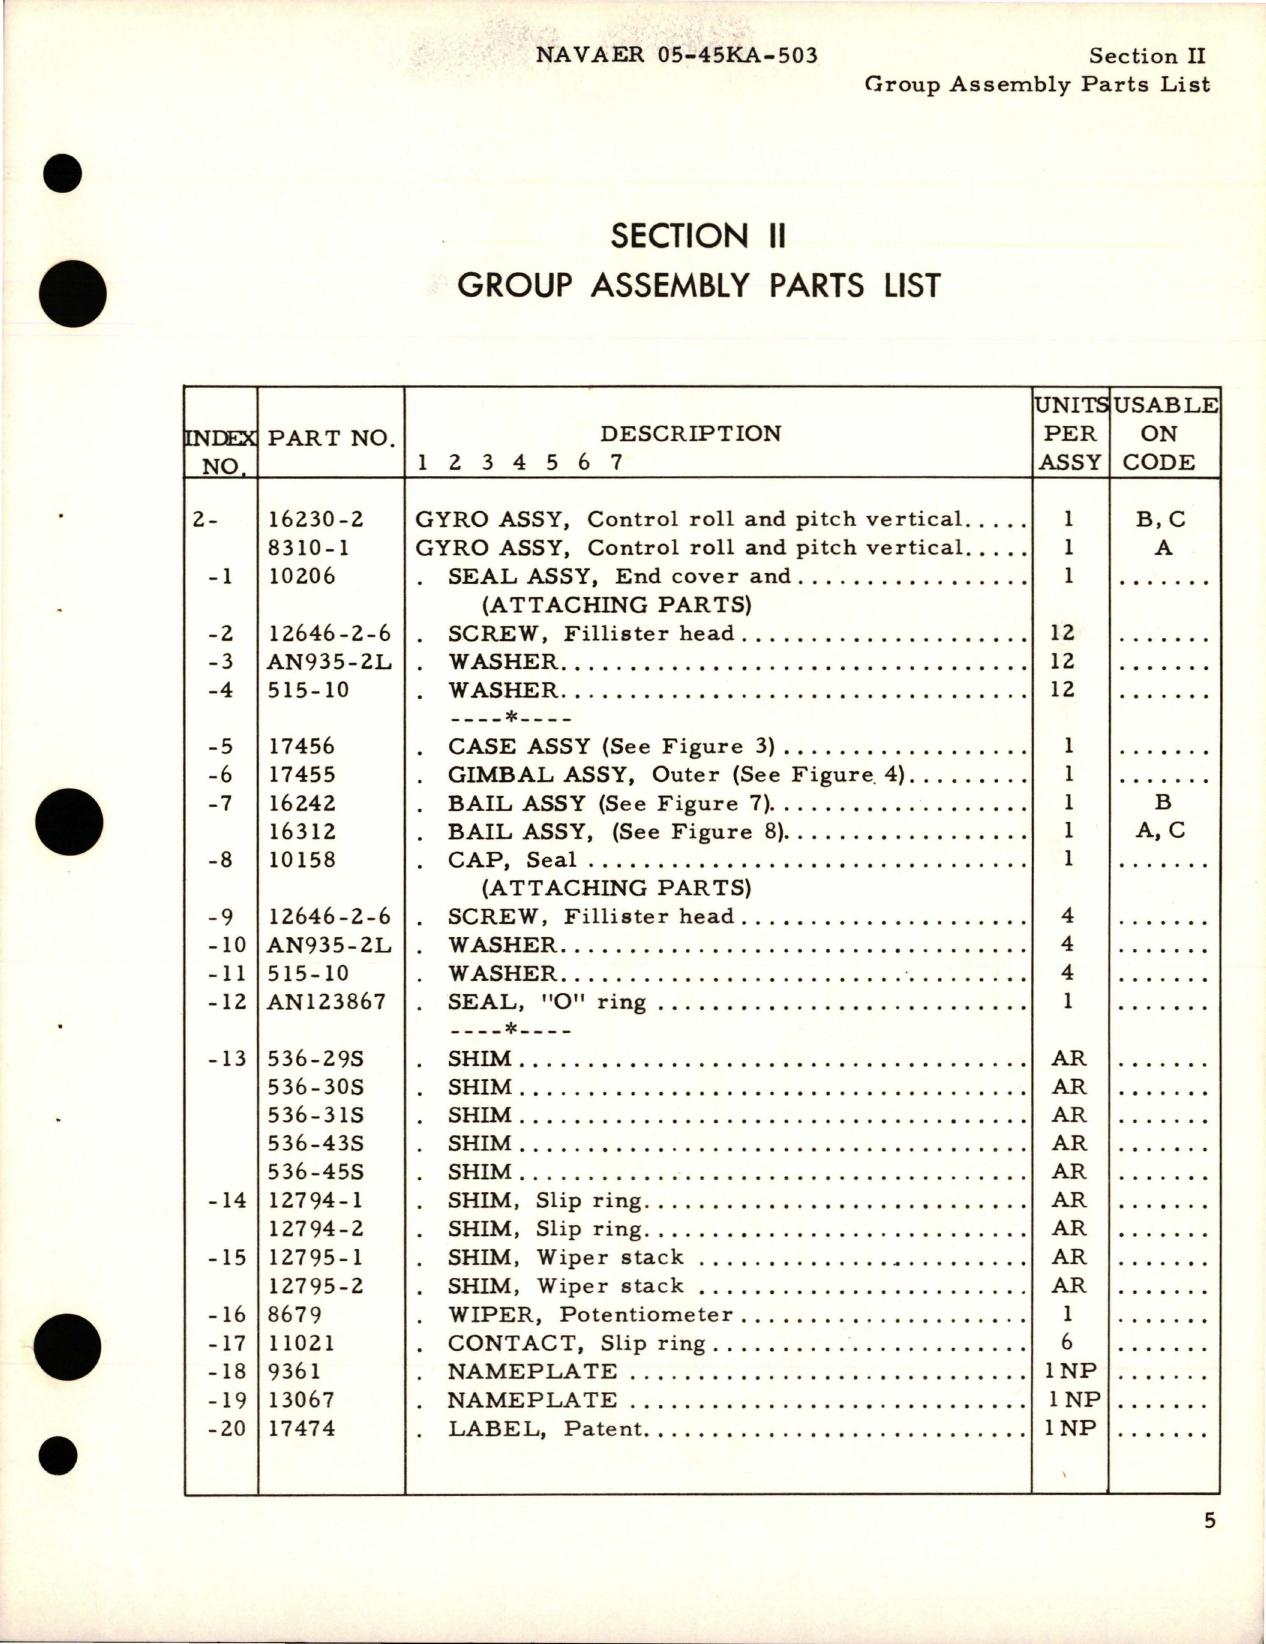 NAVAER 05-45KA-503 Section II
Group Assembly Parts List
SECTION II
GROUP ASSEMBLY PARTS LIST
INDEX NO. PART NO. DESCRIPTION 1 2 3 4 5 6 7 UNITS PER ASSY USABLE ON CODE
2- 16230-2 GYRO ASSY, Control roll and pitch vertical..... 1 B, C
8310-1 GYRO ASSY, Control roll and pitch vertical..... 1 A
-1 10206 . SEAL ASSY, End cover and................. 1 .......
(ATTACHING PARTS)
-2 12646-2-6 . SCREW, Fillister head..................... 12 .......
-3 AN935-2L . WASHER.................................. 12 .......
-4 515-10 . WASHER.................................. 12 .......
----*----
-5 17456 . CASE ASSY (See Figure 3) .................. 1 .......
-6 17455 . GIMBAL ASSY, Outer (See Figure 4)......... 1 .......
-7 16242 . BAIL ASSY (See Figure 7)................... 1 B
16312 . BAIL ASSY, (See Figure 8).................. 1 A, C
-8 10158 . CAP, Seal ................................ 1 .......
(ATTACHING PARTS)
-9 12646-2-6 . SCREW, Fillister head..................... 4 .......
-10 AN935-2L . WASHER.................................. 4 .......
-11 515-10 . WASHER.................................. 4 .......
-12 AN123867 . SEAL, "O" ring ........................... 1 .......
----*----
-13 536-29S . SHIM..................................... AR .......
536-30S . SHIM..................................... AR .......
536-31S . SHIM..................................... AR .......
536-43S . SHIM..................................... AR .......
536-45S . SHIM..................................... AR .......
-14 12794-1 . SHIM, Slip ring............................ AR .......
12794-2 . SHIM, Slip ring............................ AR .......
-15 12795-1 . SHIM, Wiper stack ........................ AR .......
12795-2 . SHIM, Wiper stack ........................ AR .......
-16 8679 . WIPER, Potentiometer ..................... 1 .......
-17 11021 . CONTACT, Slip ring....................... 6 .......
-18 9361 . NAMEPLATE ............................. 1NP .......
-19 13067 . NAMEPLATE ............................. 1NP .......
-20 17474 . LABEL, Patent............................ 1NP .......
5